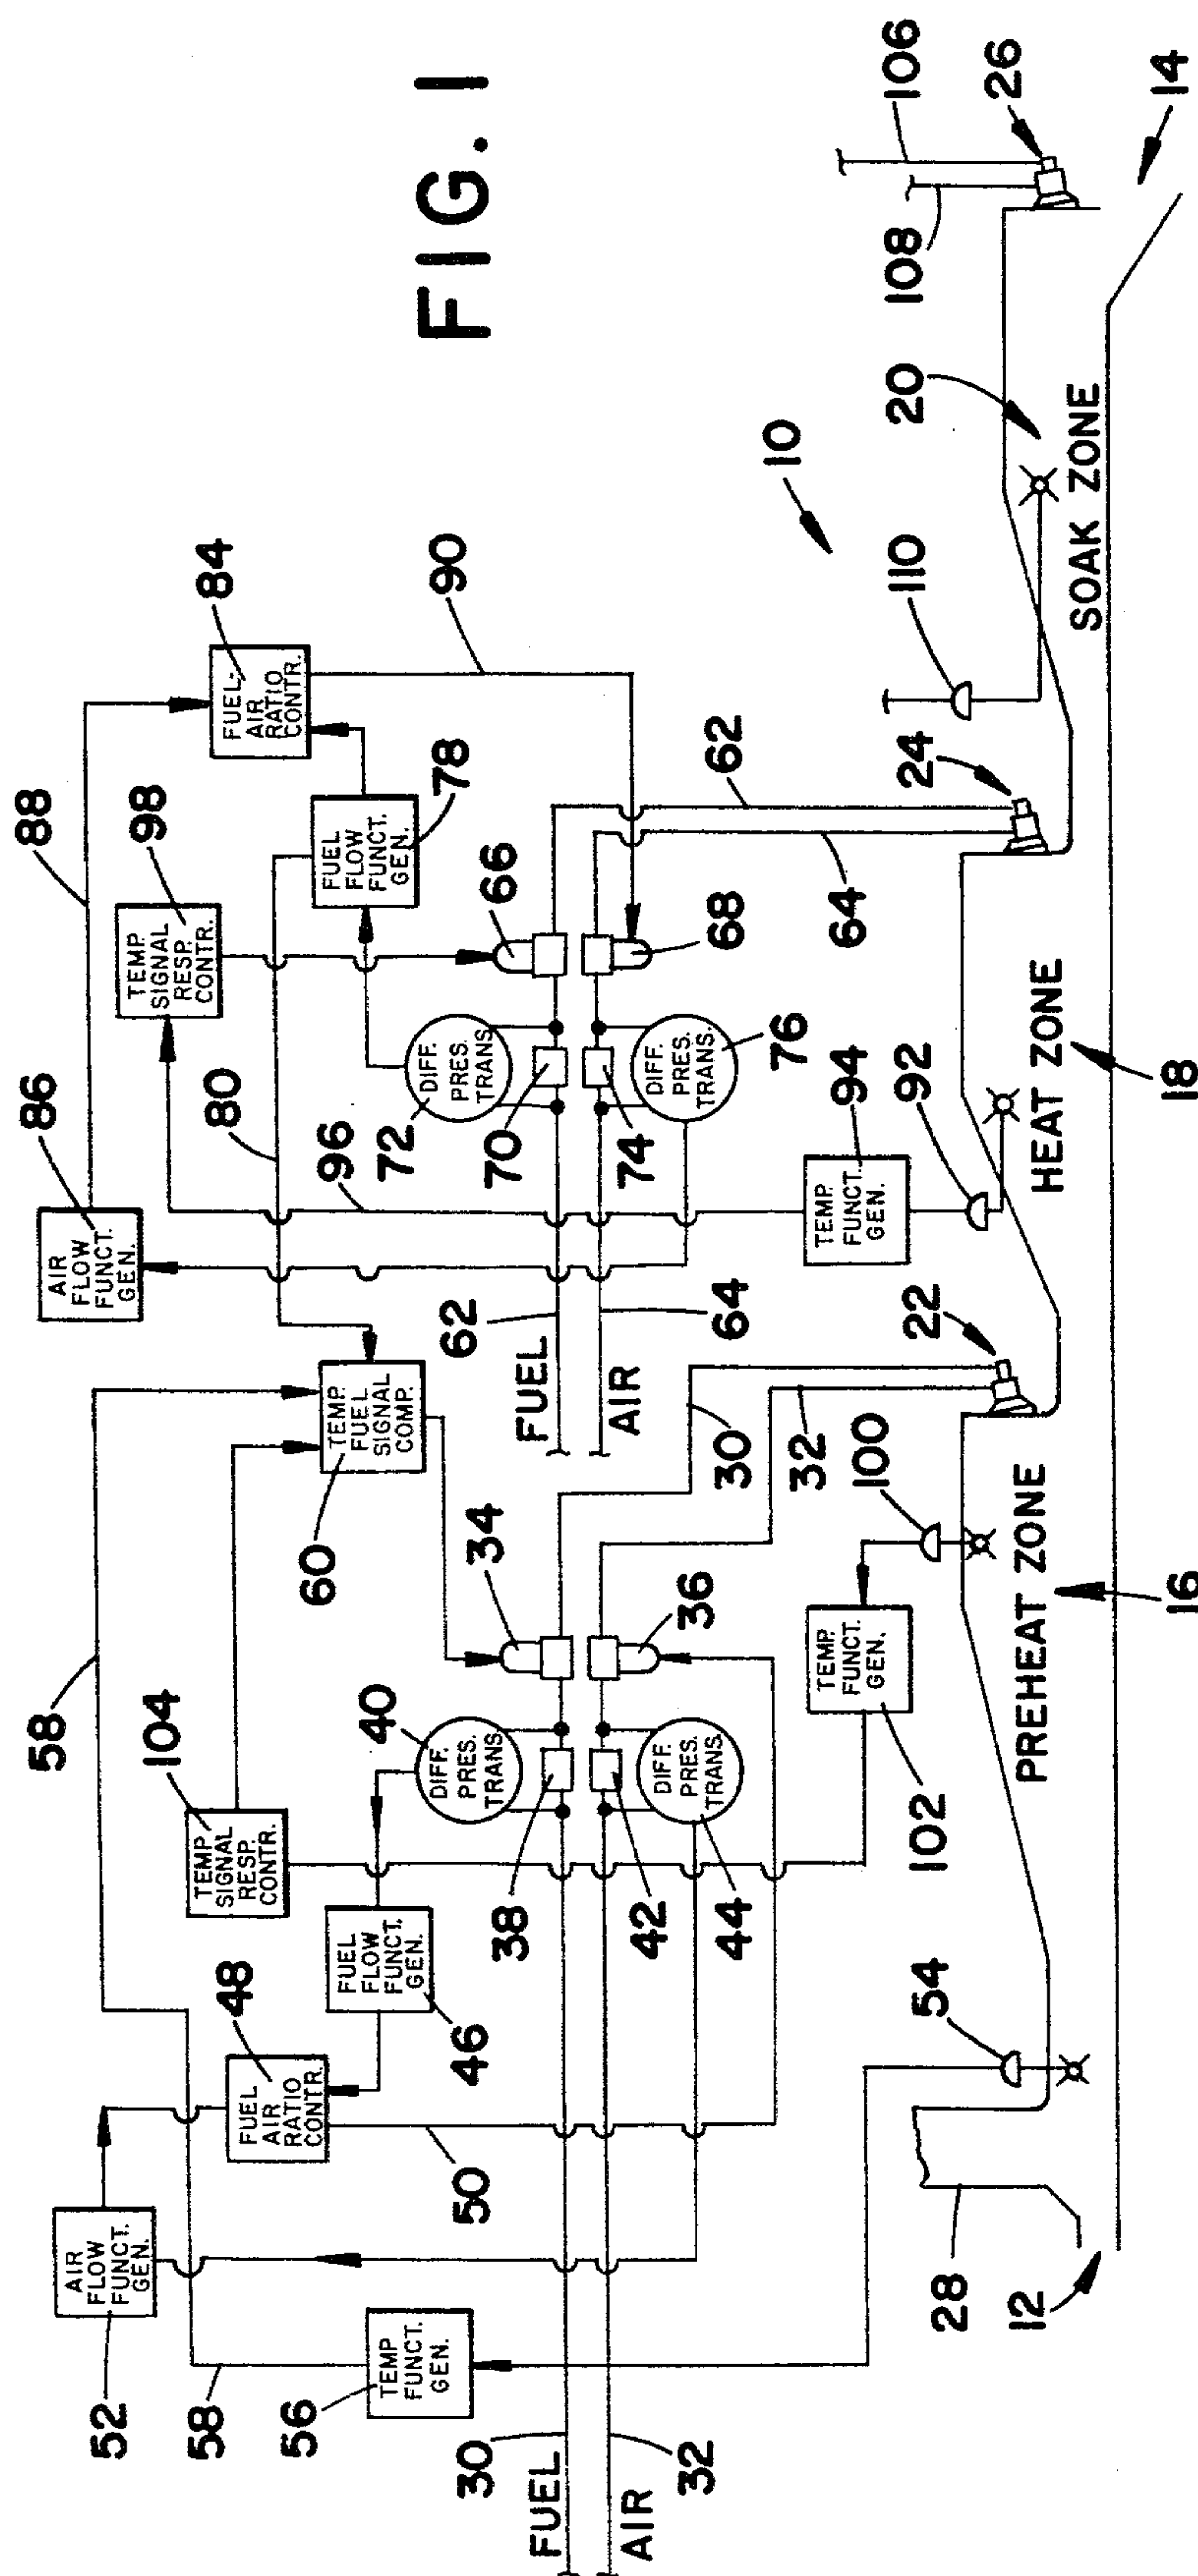 FIG. 1
52
AIR
FLOW
FUNCT.
GEN.
58
56
TEMP
FUNCT.
GEN.
30
FUEL
AIR
32
48
FUEL
AIR
RATIO
CONTR.
50
104
TEMP
SIGNAL
RESP.
CONTR.
58
FUEL
FLOW
FUNCT.
GEN.
46
40
DIFF.
PRES.
TRANS.
38
42
DIFF.
PRES.
TRANS.
44
34
36
60
TEMP.
FUEL
SIGNAL
COMP.
30
32
86
AIR
FLOW
FUNCT.
GEN.
88
80
96
98
TEMP.
SIGNAL
RESP.
CONTR.
84
FUEL-
AIR
RATIO
CONTR.
90
FUEL
FLOW
FUNCT.
GEN.
78
62
FUEL
AIR
64
72
DIFF.
PRES.
TRANS.
70
74
DIFF.
PRES.
TRANS.
76
66
68
62
64
12
28
54
102
TEMP.
FUNCT.
GEN.
100
22
PREHEAT ZONE
16
94
TEMP.
FUNCT.
GEN.
92
24
HEAT ZONE
18
110
10
20
SOAK ZONE
108
106
26
14